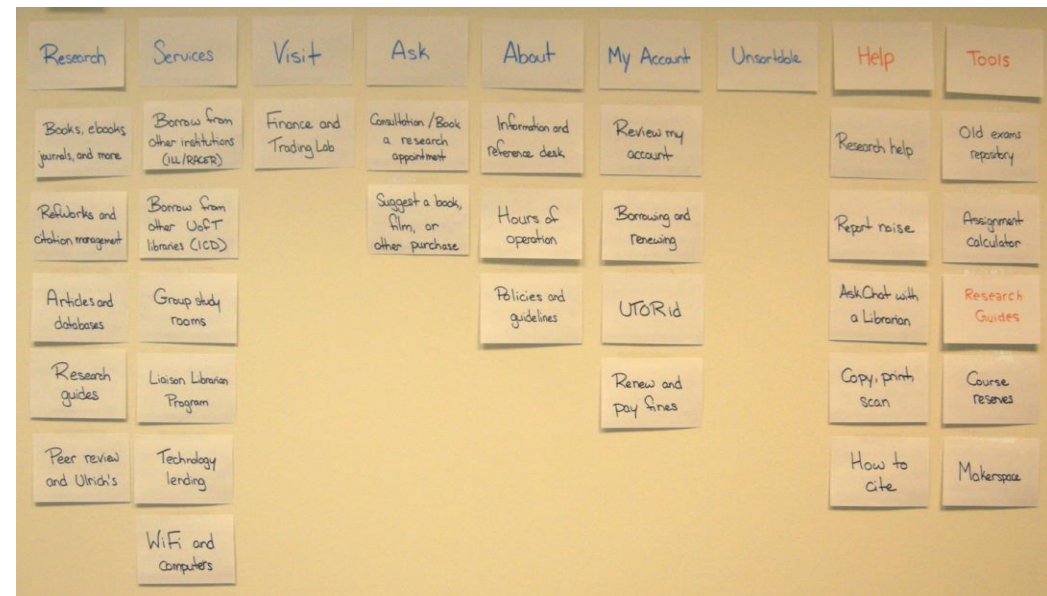 Research
Books, ebooks,
journals, and more
RefWorks and
citation management
Articles and
databases
Research
guides
Peer review
and Ulrich's
Services
Borrow from
other institutions
(ILL/RACER)
Borrow from
other UofT
libraries (ICD)
Group study
rooms
Liaison Librarian
Program
Technology
lending
WiFi and
computers
Visit
Finance and
Trading Lab
Ask
Consultation / Book
a research
appointment
Suggest a book,
film, or
other purchase
About
Information and
reference desk
Hours of
operation
Policies and
guidelines
My Account
Review my
account
Borrowing and
renewing
UTORid
Renew and
pay fines
Unsortable
Help
Research help
Report noise
Ask Chat with
a Librarian
Copy, print,
scan
How to
cite
Tools
Old exams
repository
Assignment
calculator
Research
Guides
Course
reserves
Makerspace